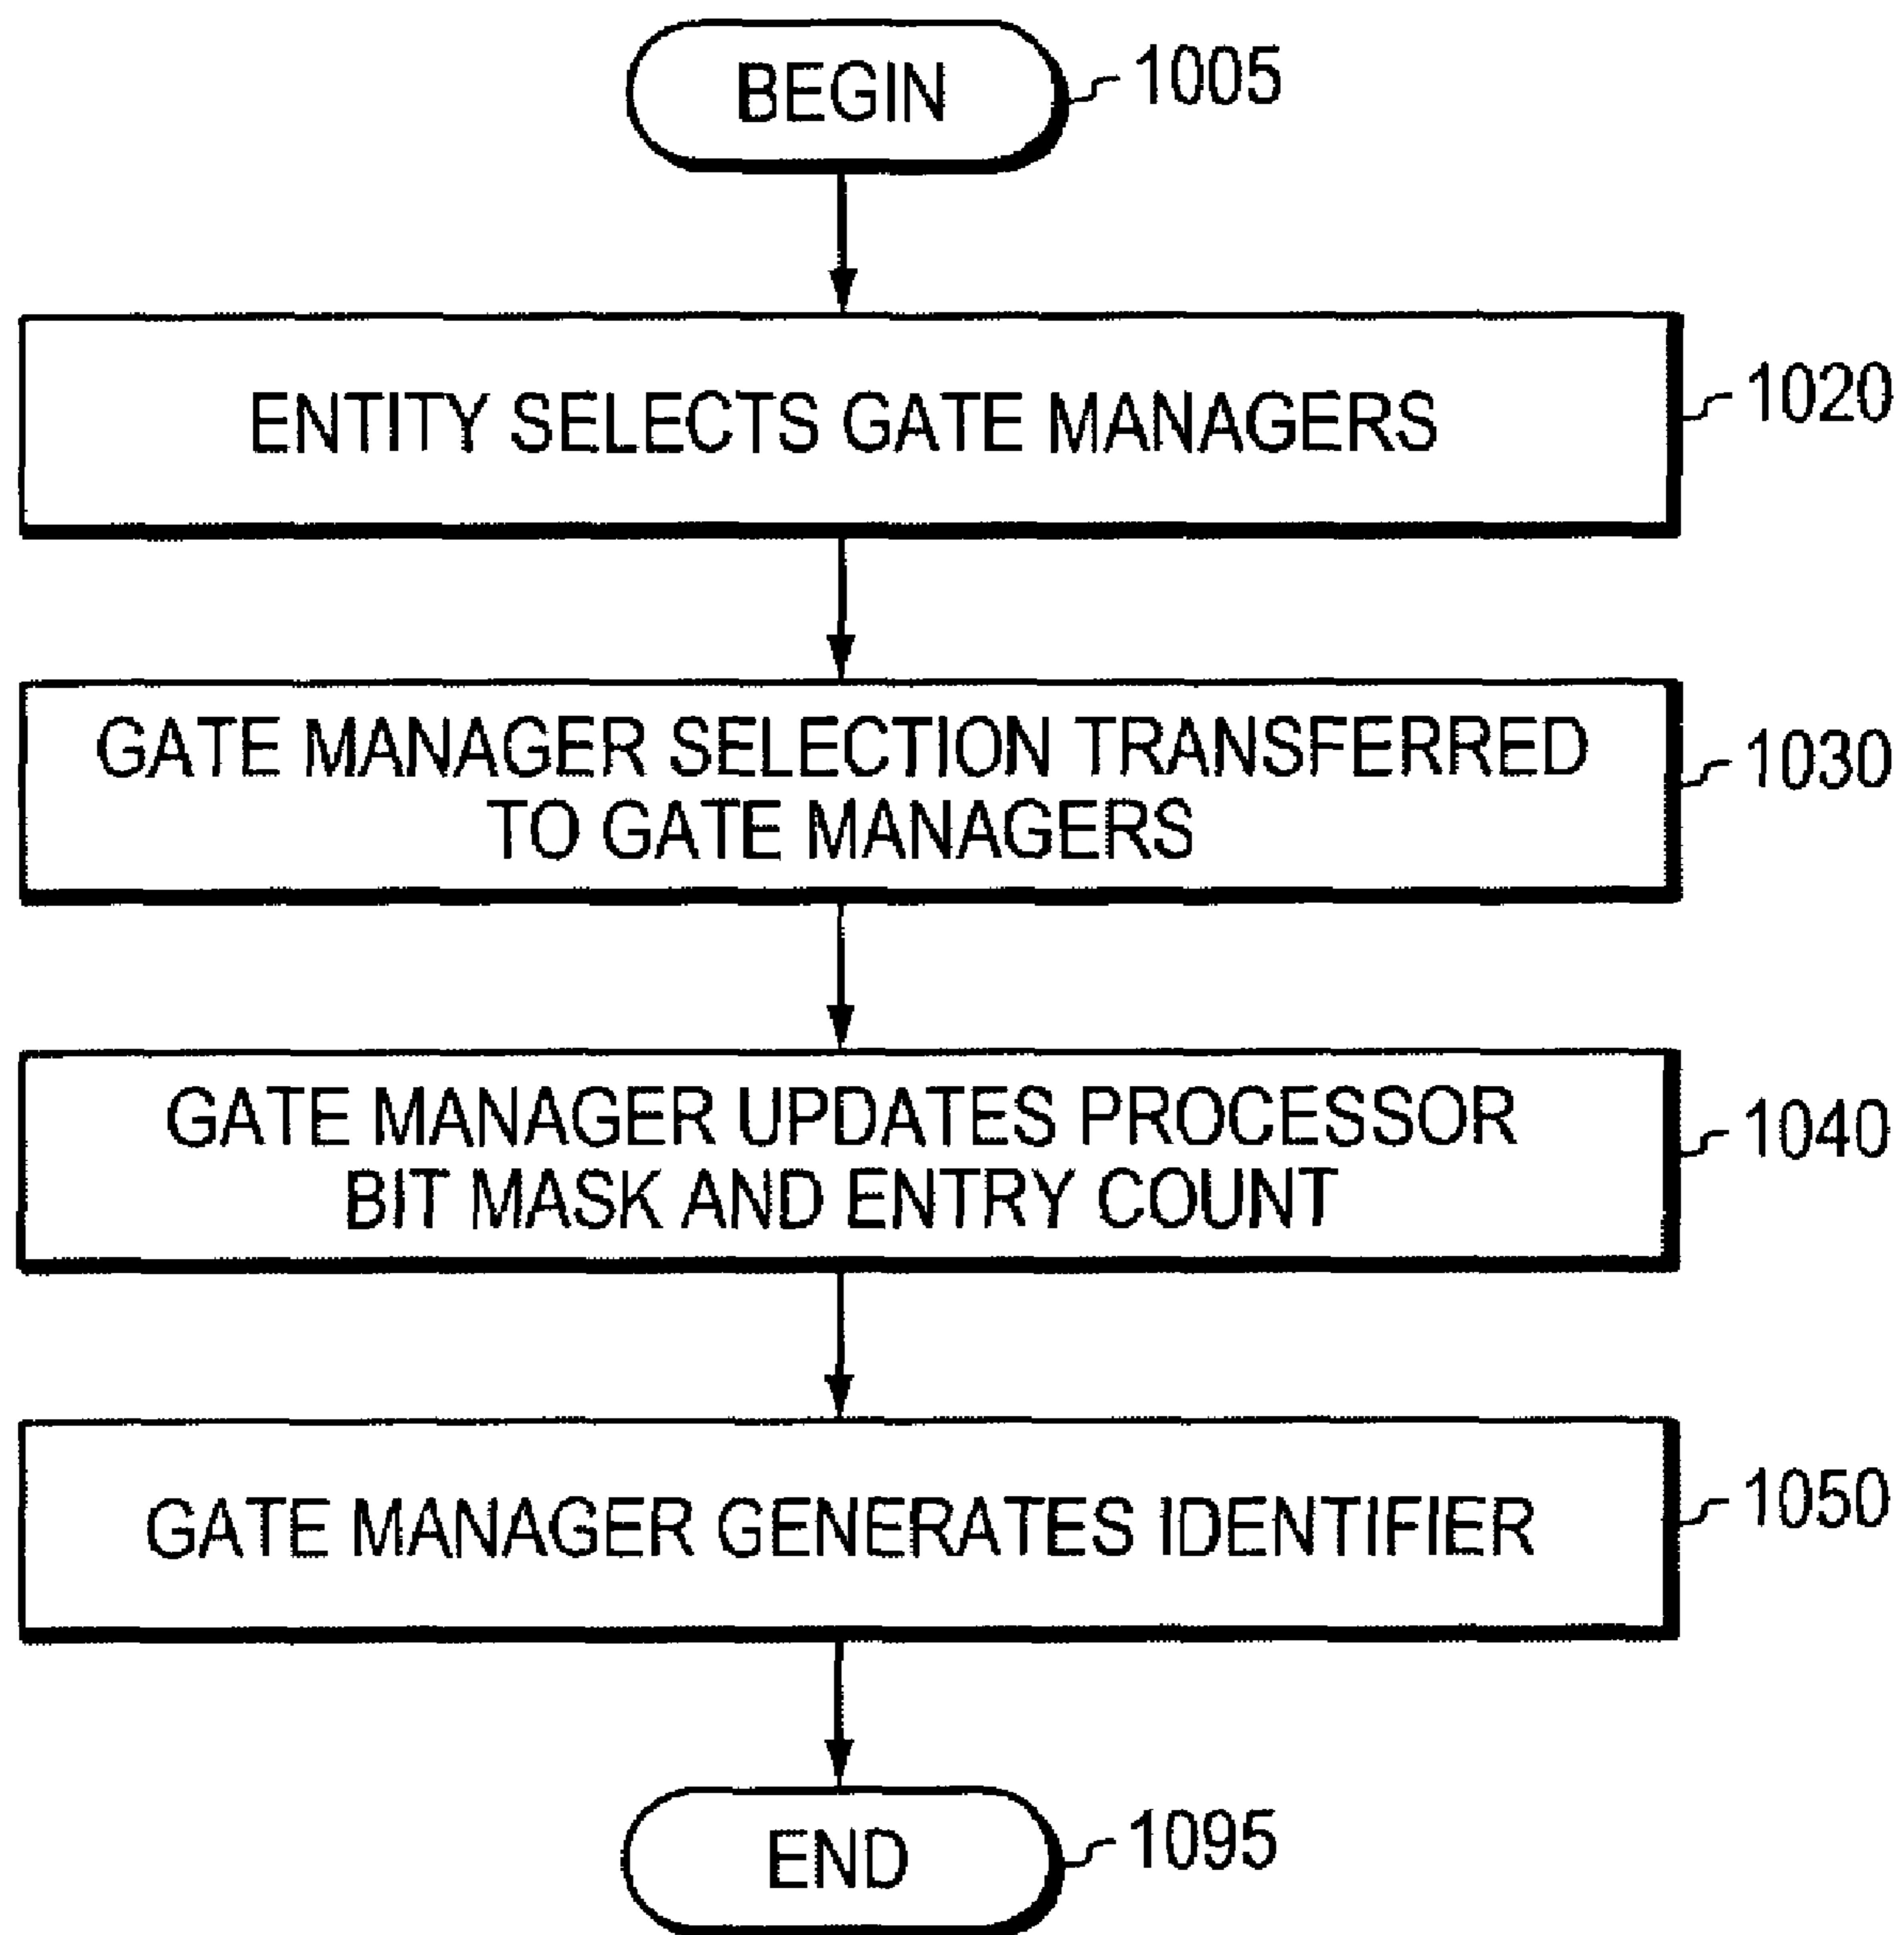 BEGIN
1005
ENTITY SELECTS GATE MANAGERS
1020
GATE MANAGER SELECTION TRANSFERRED
TO GATE MANAGERS
1030
GATE MANAGER UPDATES PROCESSOR
BIT MASK AND ENTRY COUNT
1040
GATE MANAGER GENERATES IDENTIFIER
1050
END
1095